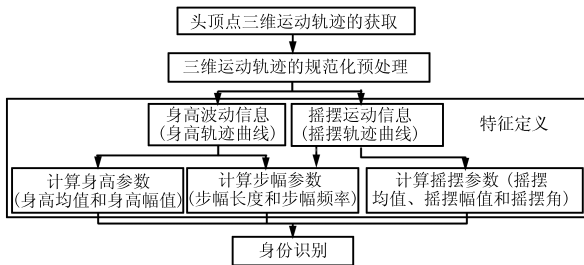 头顶点三维运动轨迹的获取
三维运动轨迹的规范化预处理
身高波动信息
(身高轨迹曲线)
摇摆运动信息
(摇摆轨迹曲线)
特征定义
计算身高参数
(身高均值和身高幅值)
计算步幅参数
(步幅长度和步幅频率)
计算摇摆参数 (摇摆
均值、摇摆幅值和摇摆角)
身份识别